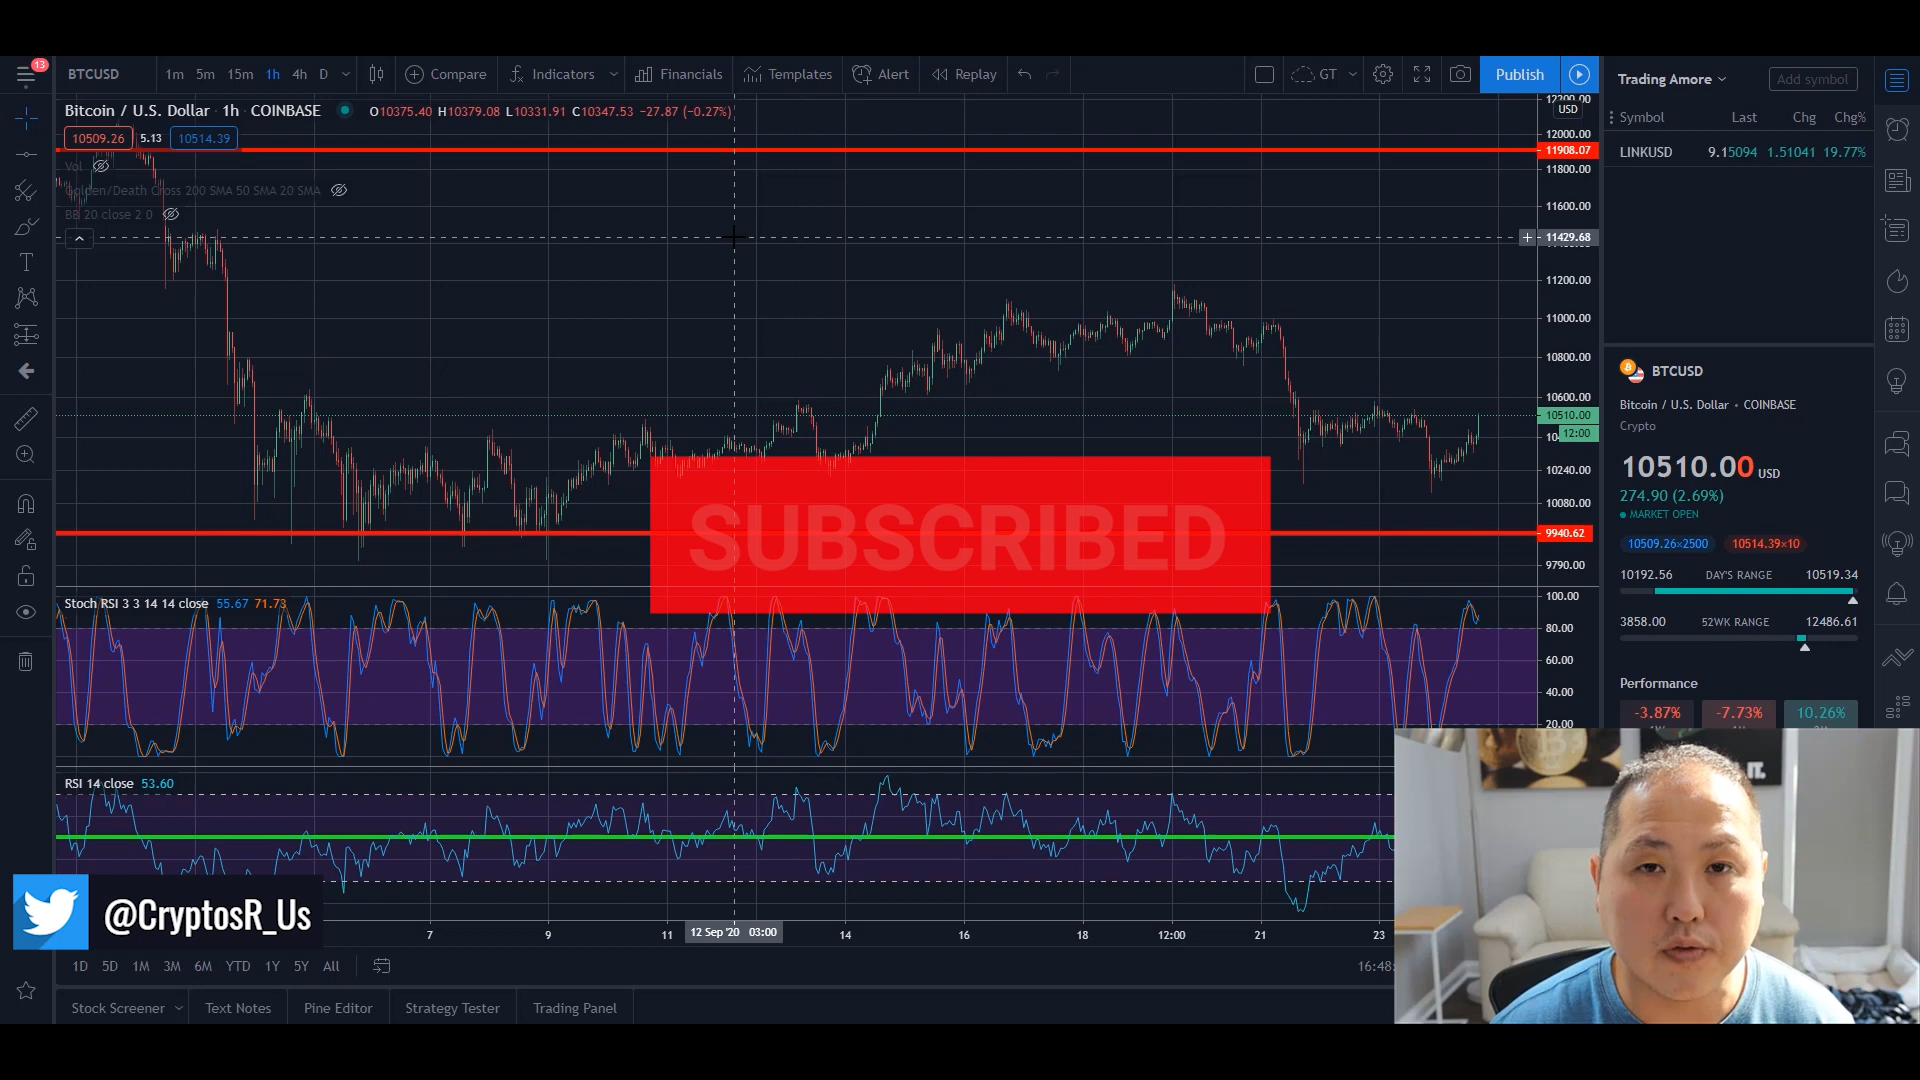 13
BTCUSD 1m 5m 15m 1h 4h D Compare Indicators Financials Templates Alert Replay GT Publish
Bitcoin / U.S. Dollar · 1h · COINBASE O10375.40 H10379.08 L10331.91 C10347.53 −27.87 (−0.27%)
10509.26 5.13 10514.39
Vol
Golden/Death Cross 200 SMA 50 SMA 20 SMA
BB 20 close 2 0
12200.00
USD
12000.00
11908.07
11800.00
11600.00
11429.68
11200.00
11000.00
10800.00
10600.00
10510.00
12:00
10240.00
10080.00
9940.62
9790.00
SUBSCRIBED
Stoch RSI 3 3 14 14 close 55.67 71.73
100.00
80.00
60.00
40.00
20.00
RSI 14 close 53.60
@CryptosR_Us
7 9 11 12 Sep '20 03:00 14 16 18 12:00 21 23
1D 5D 1M 3M 6M YTD 1Y 5Y All 16:48:
Stock Screener Text Notes Pine Editor Strategy Tester Trading Panel
Trading Amore Add symbol
Symbol Last Chg Chg%
LINKUSD 9.15094 1.51041 19.77%
BTCUSD
Bitcoin / U.S. Dollar • COINBASE
Crypto
10510.00 USD
274.90 (2.69%)
MARKET OPEN
10509.26×2500 10514.39×10
10192.56 DAY'S RANGE 10519.34
3858.00 52WK RANGE 12486.61
Performance
-3.87% -7.73% 10.26%
IT.